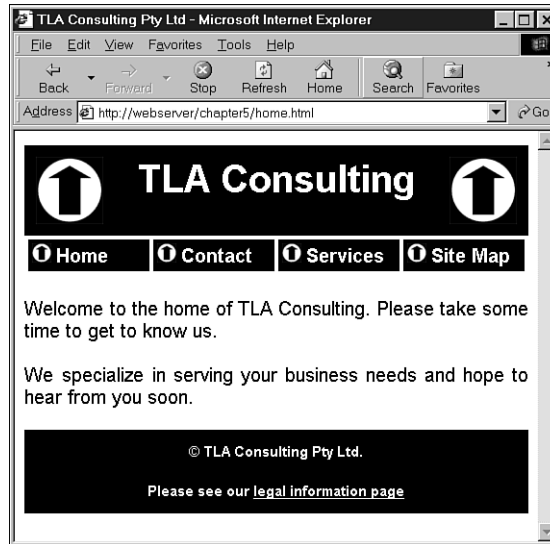 TLA Consulting Pty Ltd - Microsoft Internet Explorer
File Edit View Favorites Tools Help
Back Forward Stop Refresh Home Search Favorites
Address http://webserver/chapter5/home.html Go
TLA Consulting
Home Contact Services Site Map
Welcome to the home of TLA Consulting. Please take some
time to get to know us.
We specialize in serving your business needs and hope to
hear from you soon.
© TLA Consulting Pty Ltd.
Please see our legal information page